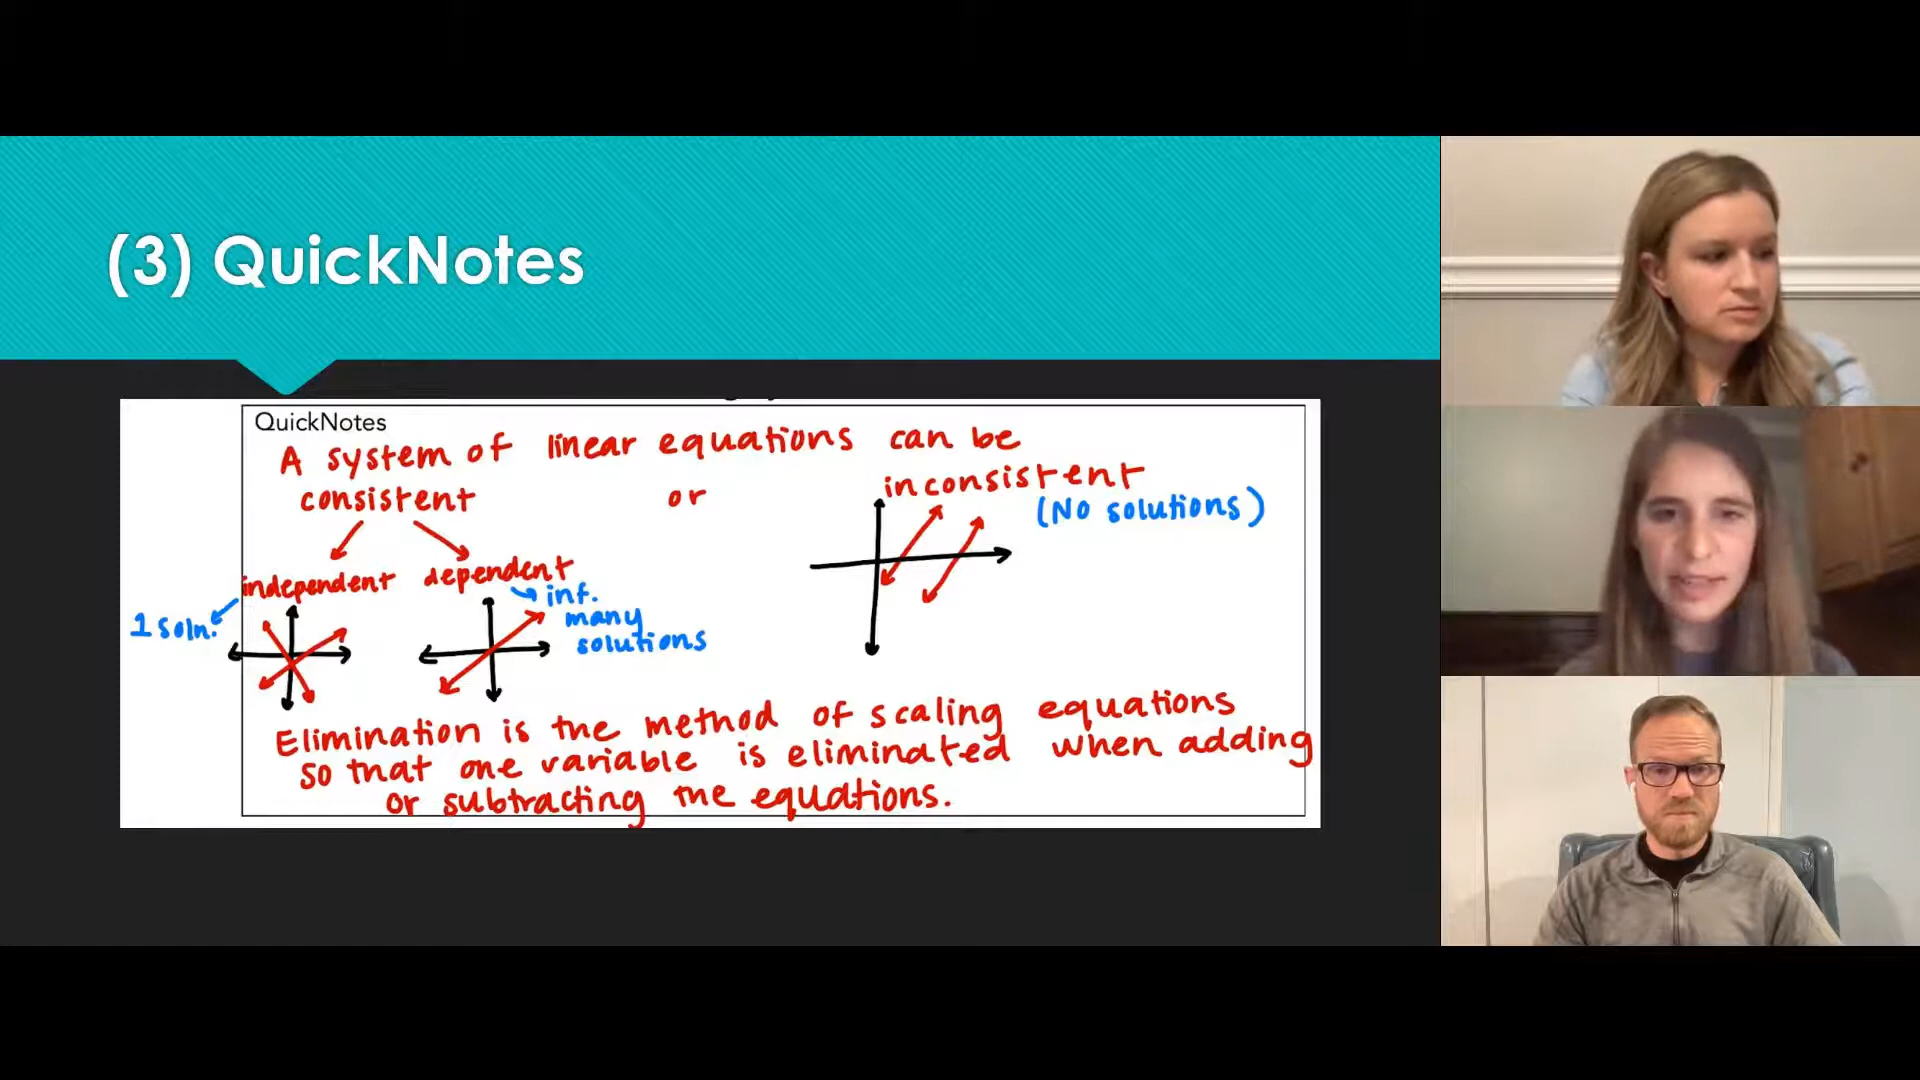 (3) QuickNotes
QuickNotes
A system of linear equations can be
consistent or inconsistent
(No solutions)
independent dependent
1 soln.
inf.
many
solutions
Elimination is the method of scaling equations
so that one variable is eliminated when adding
or subtracting the equations.